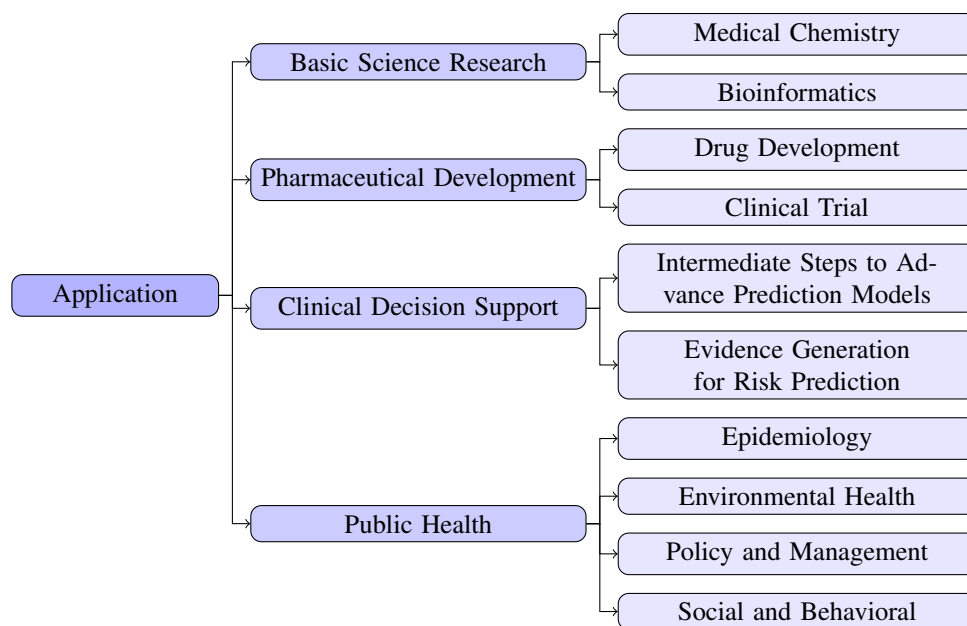 Application
Basic Science Research
Medical Chemistry
Bioinformatics
Pharmaceutical Development
Drug Development
Clinical Trial
Clinical Decision Support
Intermediate Steps to Ad-
vance Prediction Models
Evidence Generation
for Risk Prediction
Public Health
Epidemiology
Environmental Health
Policy and Management
Social and Behavioral